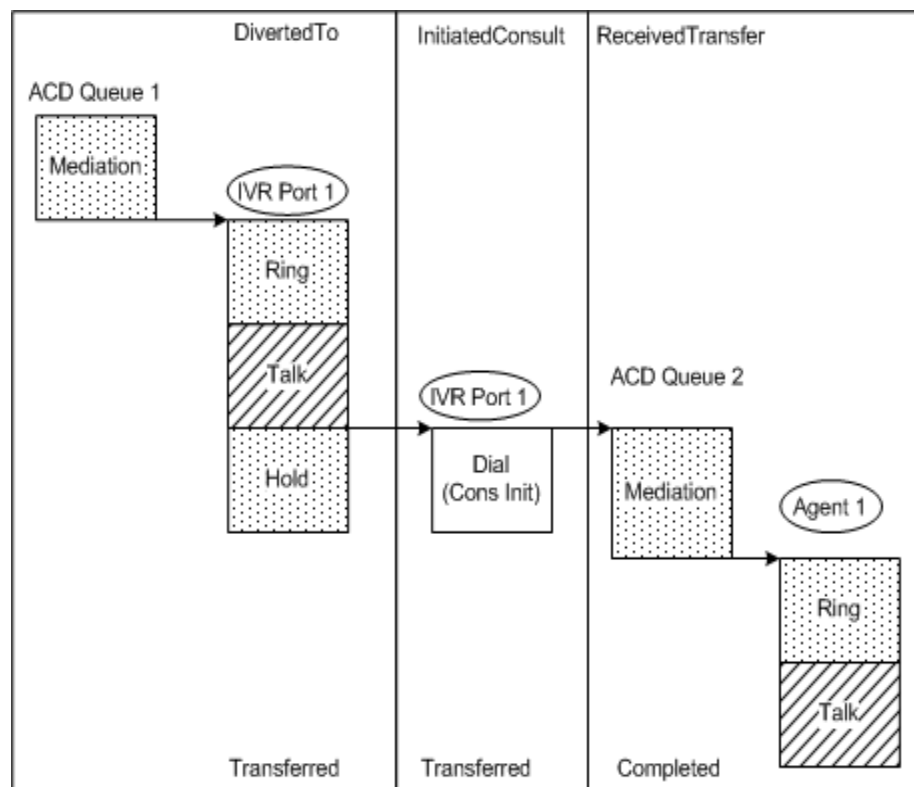 DivertedTo
InitiatedConsult
ReceivedTransfer
ACD Queue 1
Mediation
IVR Port 1
Ring
Talk
Hold
IVR Port 1
Dial
(Cons Init)
ACD Queue 2
Mediation
Agent 1
Ring
Talk
Transferred
Transferred
Completed